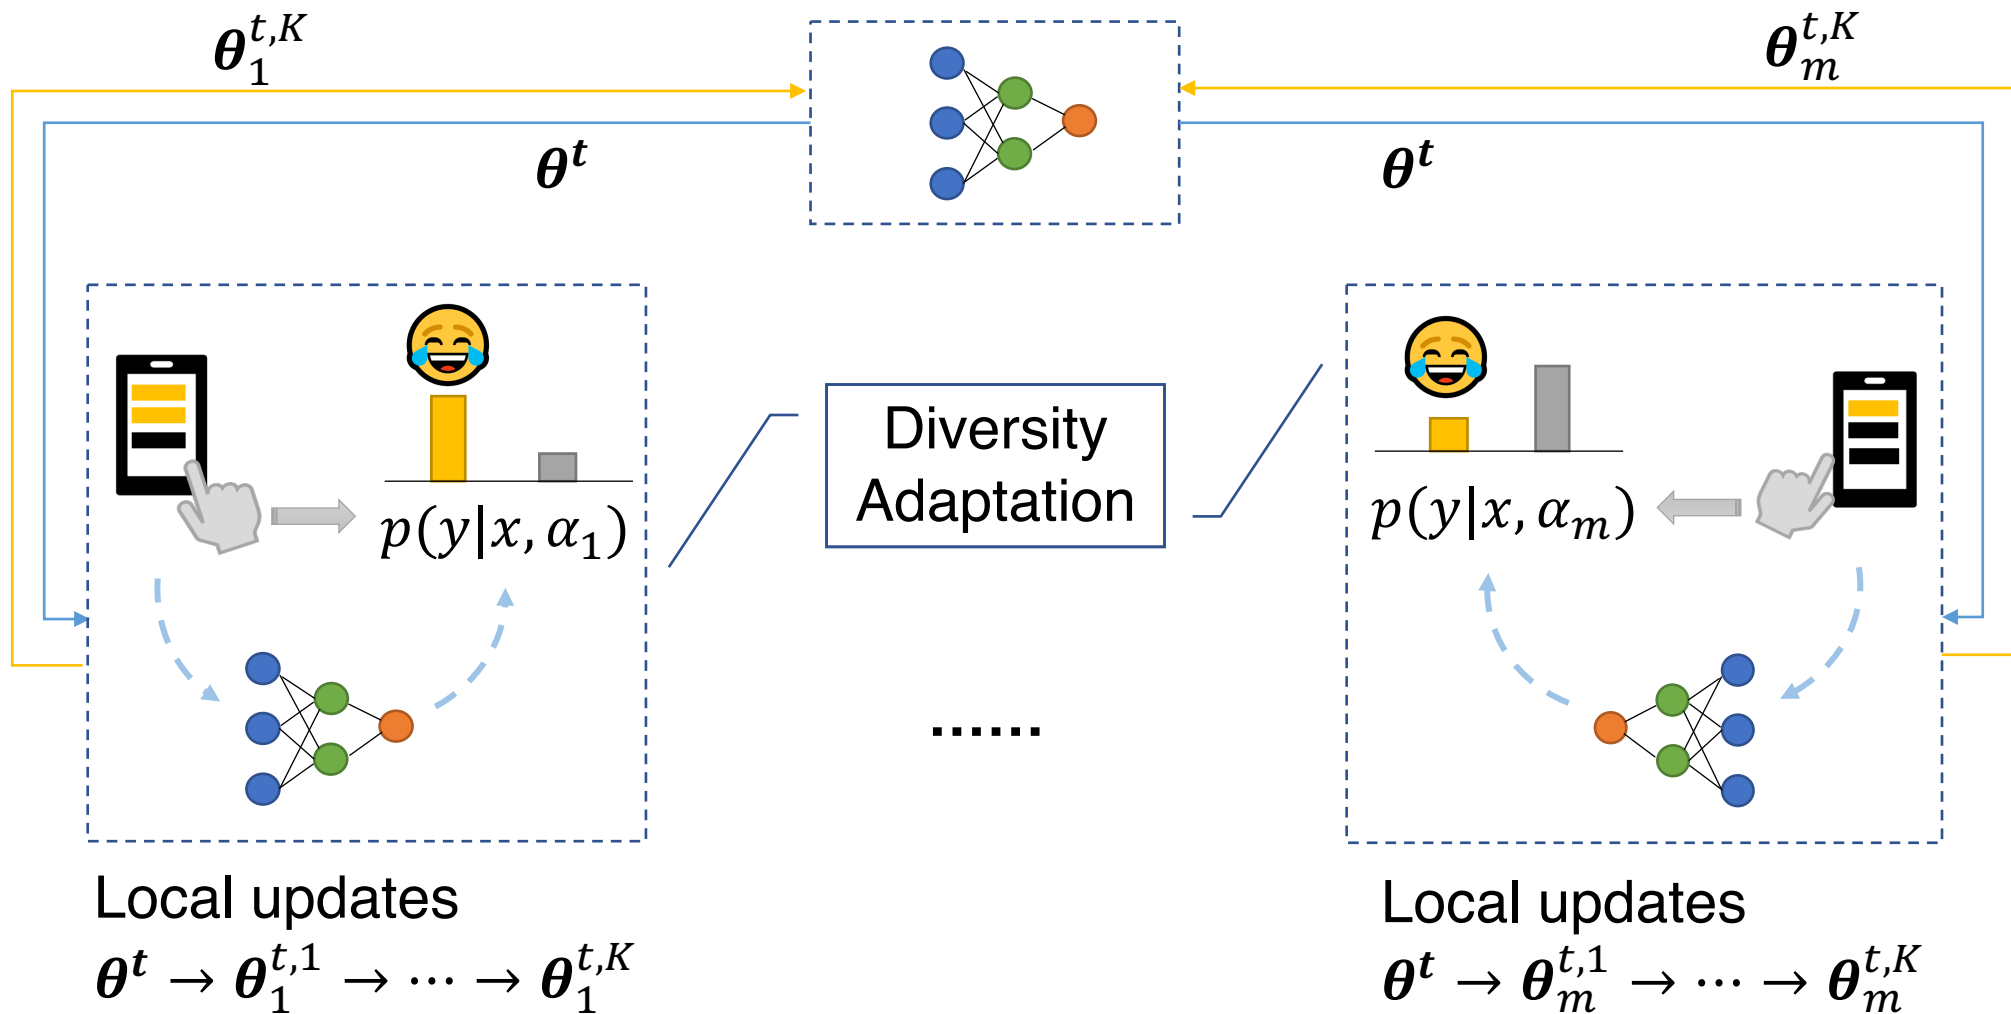 θ_1^{t,K}
θ_m^{t,K}
θ^t
θ^t
Diversity
Adaptation
p(y|x, α_1)
p(y|x, α_m)
......
Local updates
θ^t → θ_1^{t,1} → ⋯ → θ_1^{t,K}
Local updates
θ^t → θ_m^{t,1} → ⋯ → θ_m^{t,K}